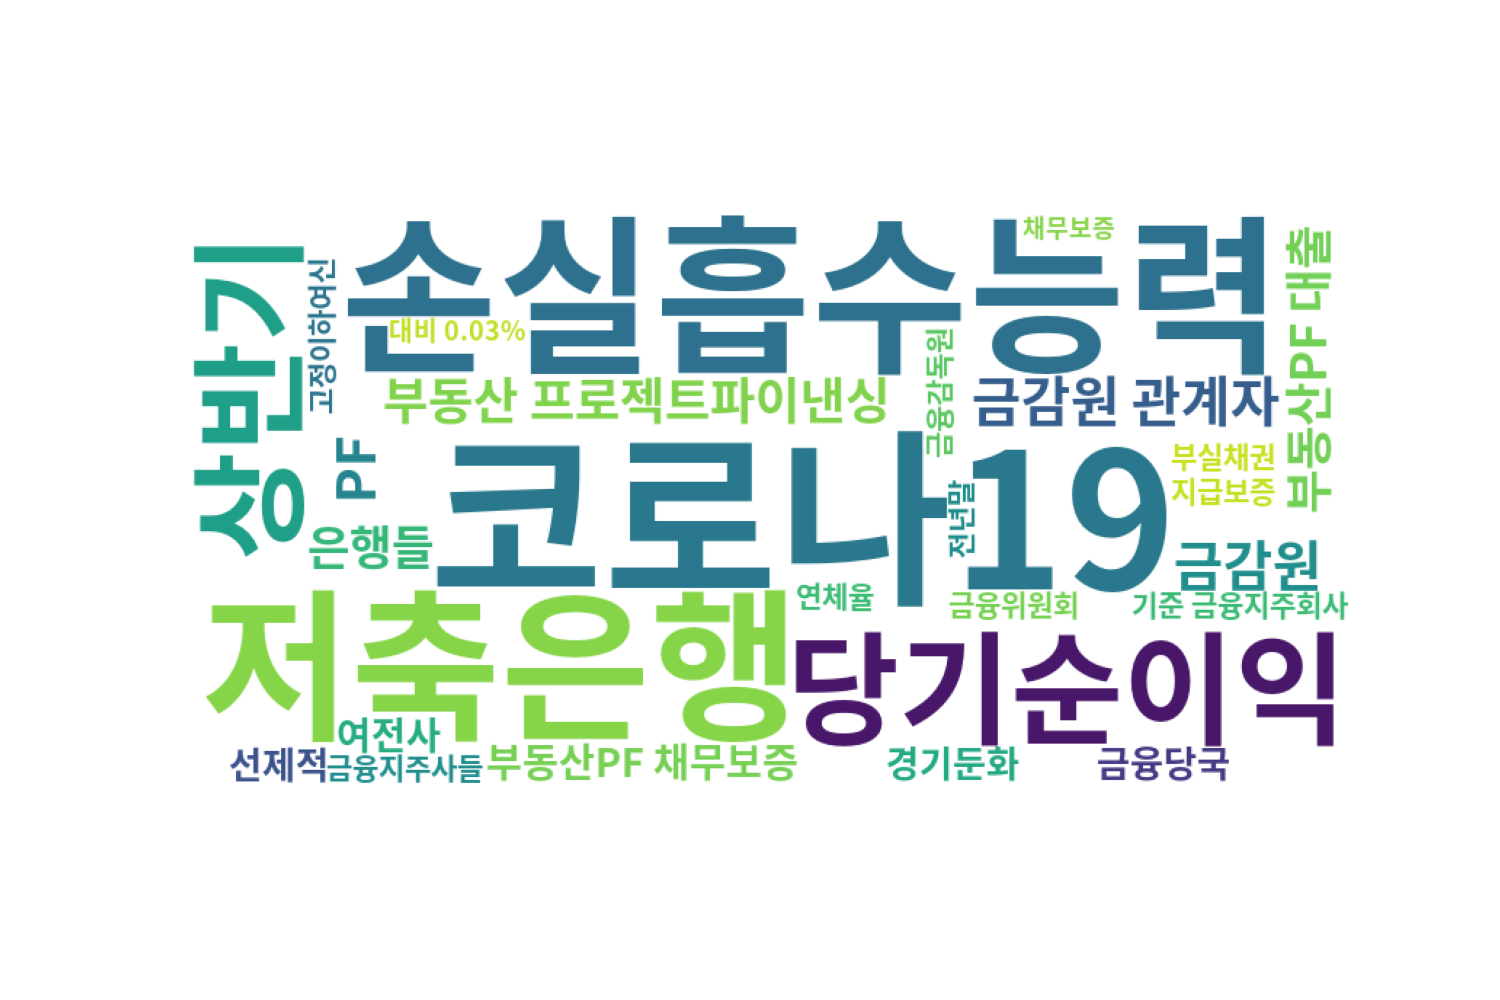 손실흡수능력
채무보증
상반기
고정이하여신
대비 0.03%
부동산PF 대출
부동산 프로젝트파이낸싱
금융감독원
금감원 관계자
PF
코로나19
부실채권
지급보증
전년말
은행들
금감원
연체율
금융위원회
기준 금융지주회사
저축은행
당기순이익
여전사
선제적
금융지주사들
부동산PF 채무보증
경기둔화
금융당국